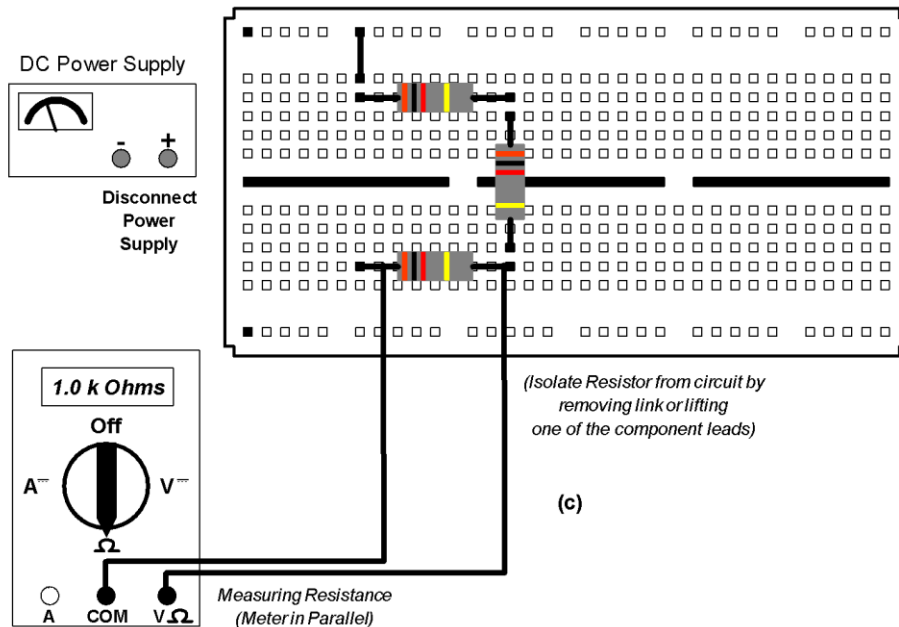 DC Power Supply
- +
Disconnect
Power
Supply
1.0 k Ohms
Off
A V
Ω
A COM V Ω
(Isolate Resistor from circuit by
removing link or lifting
one of the component leads)
(c)
Measuring Resistance
(Meter in Parallel)